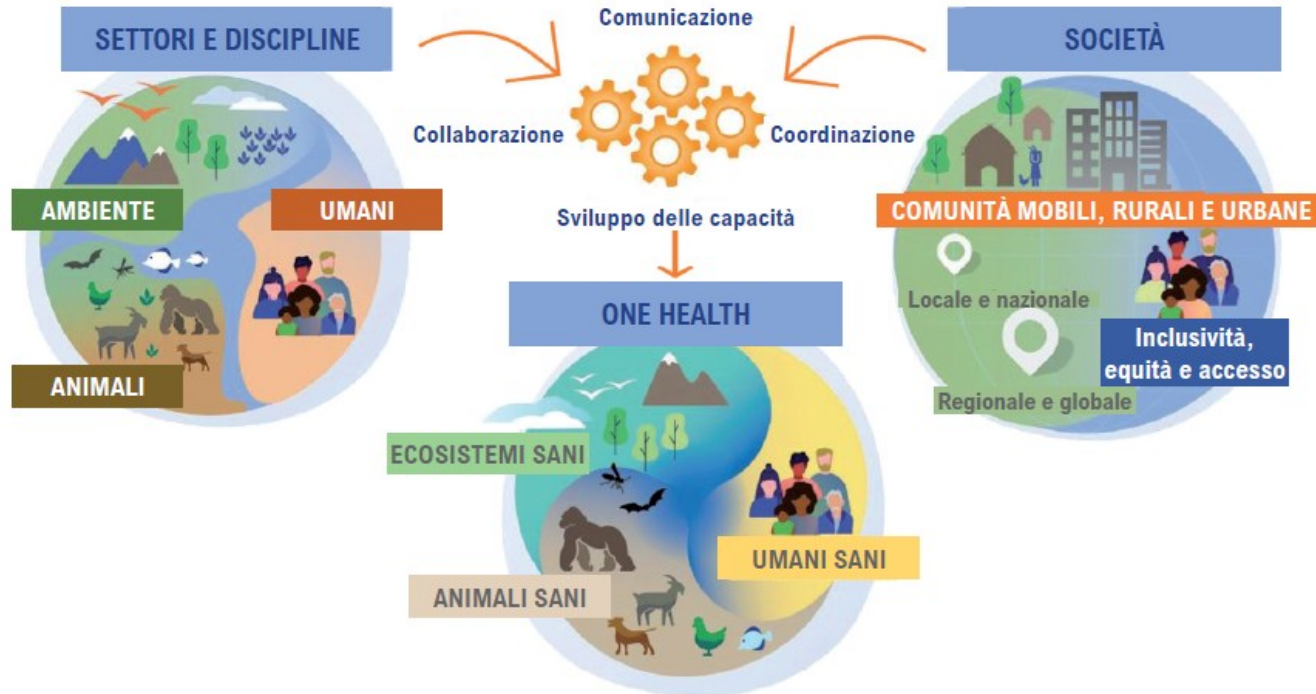 SETTORI E DISCIPLINE
AMBIENTE
UMANI
ANIMALI
Comunicazione
Collaborazione
Coordinazione
Sviluppo delle capacità
SOCIETÀ
COMUNITÀ MOBILI, RURALI E URBANE
Locale e nazionale
Inclusività,
equità e accesso
Regionale e globale
ONE HEALTH
ECOSISTEMI SANI
UMANI SANI
ANIMALI SANI